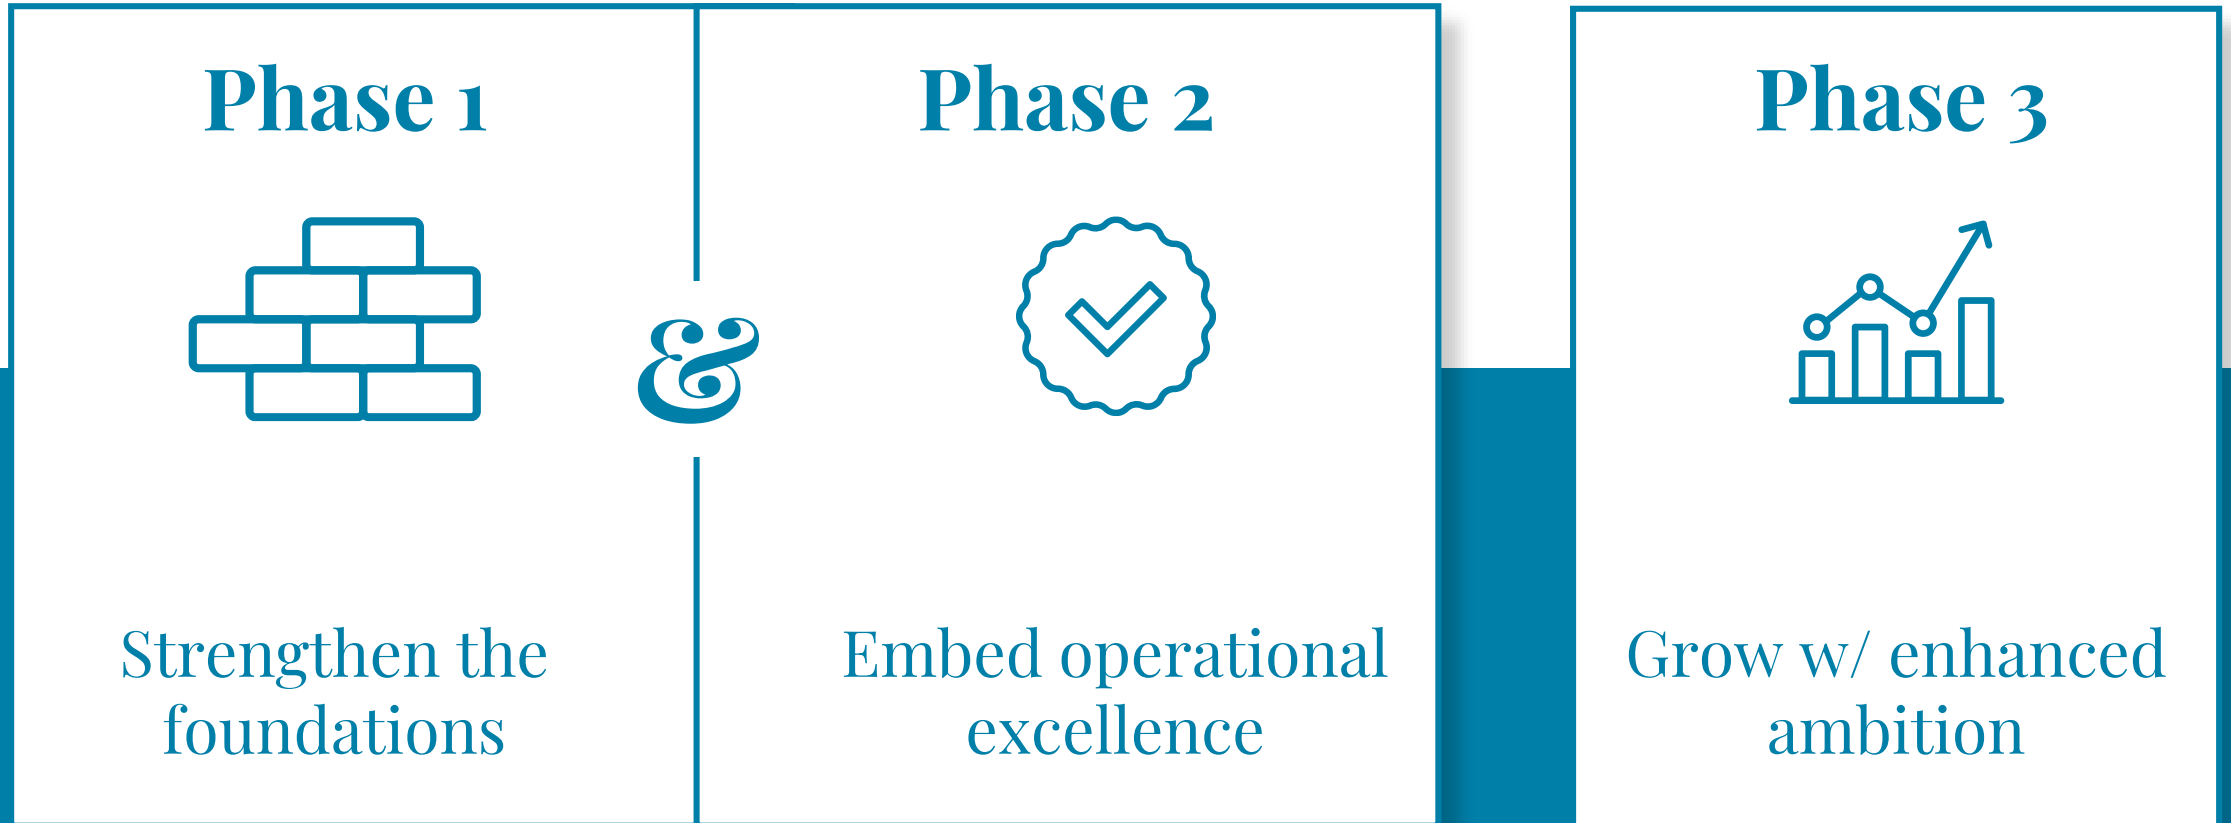 Phase 1
Strengthen the
foundations
&
Phase 2
Embed operational
excellence
Phase 3
Grow w/ enhanced
ambition